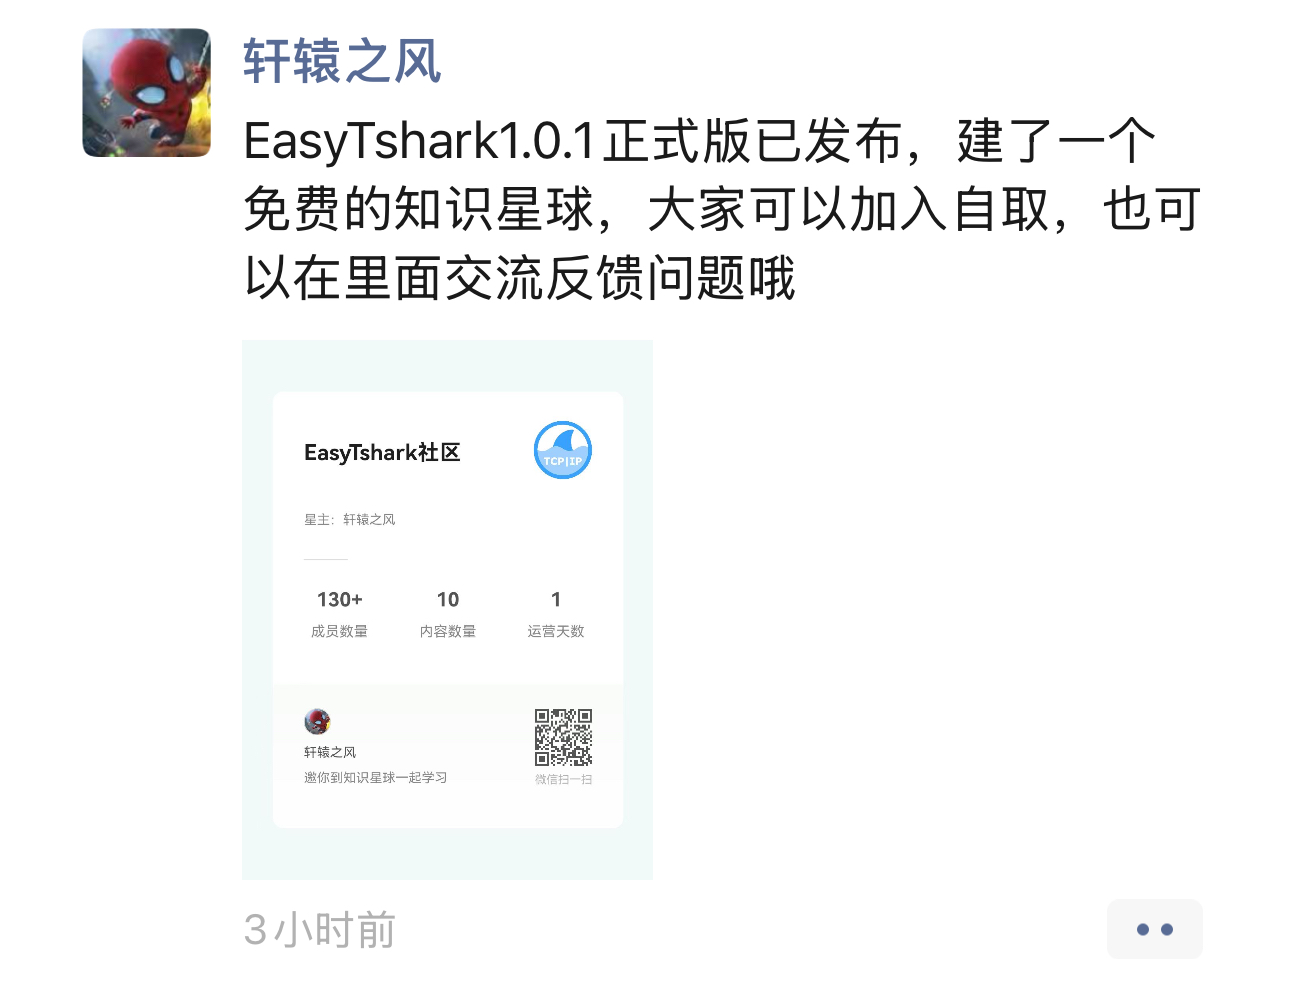 轩辕之风
EasyTshark1.0.1正式版已发布，建了一个
免费的知识星球，大家可以加入自取，也可
以在里面交流反馈问题哦
EasyTshark社区
TCP|IP
星主：轩辕之风
130+ 10 1
成员数量 内容数量 运营天数
轩辕之风
邀你到知识星球一起学习
微信扫一扫
3小时前